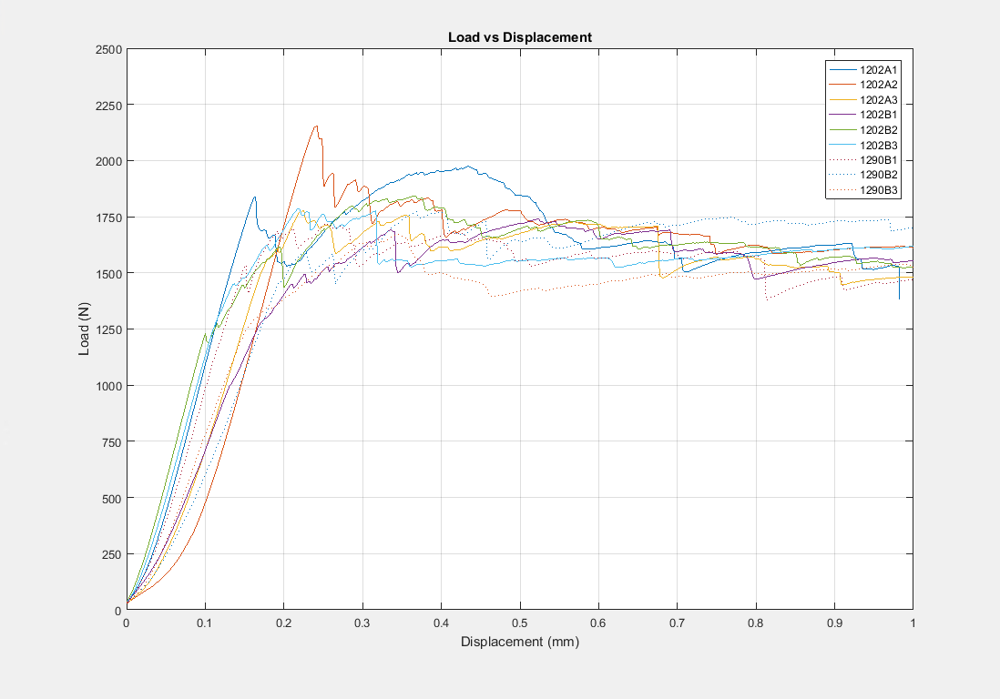 Load vs Displacement
2500
2250
2000
1750
1500
1250
1000
750
500
250
0
Load (N)
0 0.1 0.2 0.3 0.4 0.5 0.6 0.7 0.8 0.9 1
Displacement (mm)
1202A1
1202A2
1202A3
1202B1
1202B2
1202B3
1290B1
1290B2
1290B3